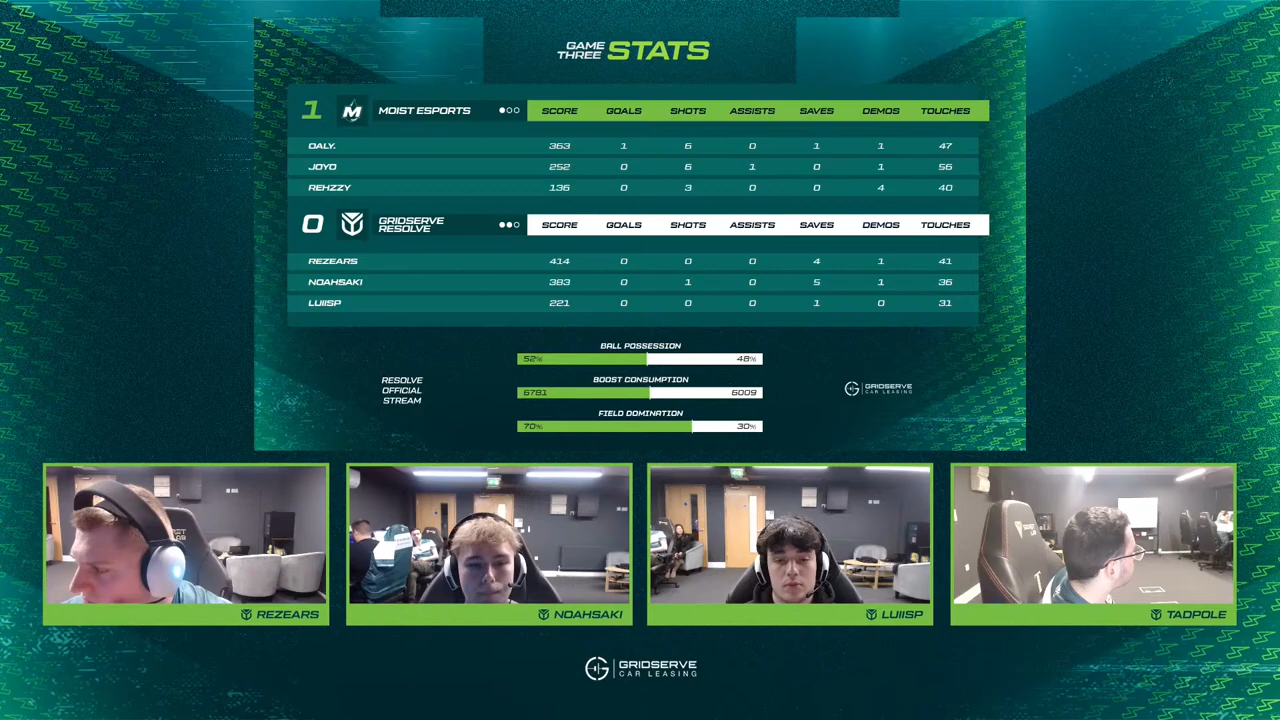 GAME THREE STATS
1 M MOIST ESPORTS SCORE GOALS SHOTS ASSISTS SAVES DEMOS TOUCHES
OALY. 363 1 6 0 1 1 47
JOYO 252 0 6 1 0 1 56
REHZZY 136 0 3 0 0 4 40
0 GRIDSERVE RESOLVE SCORE GOALS SHOTS ASSISTS SAVES DEMOS TOUCHES
REZEARS 414 0 0 0 4 1 41
NOAHSAKI 383 0 1 0 5 1 36
LUIISP 221 0 0 0 1 0 31
BALL POSSESSION
52% 48%
BOOST CONSUMPTION
6781 6009
FIELD DOMINATION
70% 30%
RESOLVE
OFFICIAL
STREAM
GRIDSERVE
CAR LEASING
REZEARS
NOAHSAKI
LUIISP
TADPOLE
GRIDSERVE
CAR LEASING